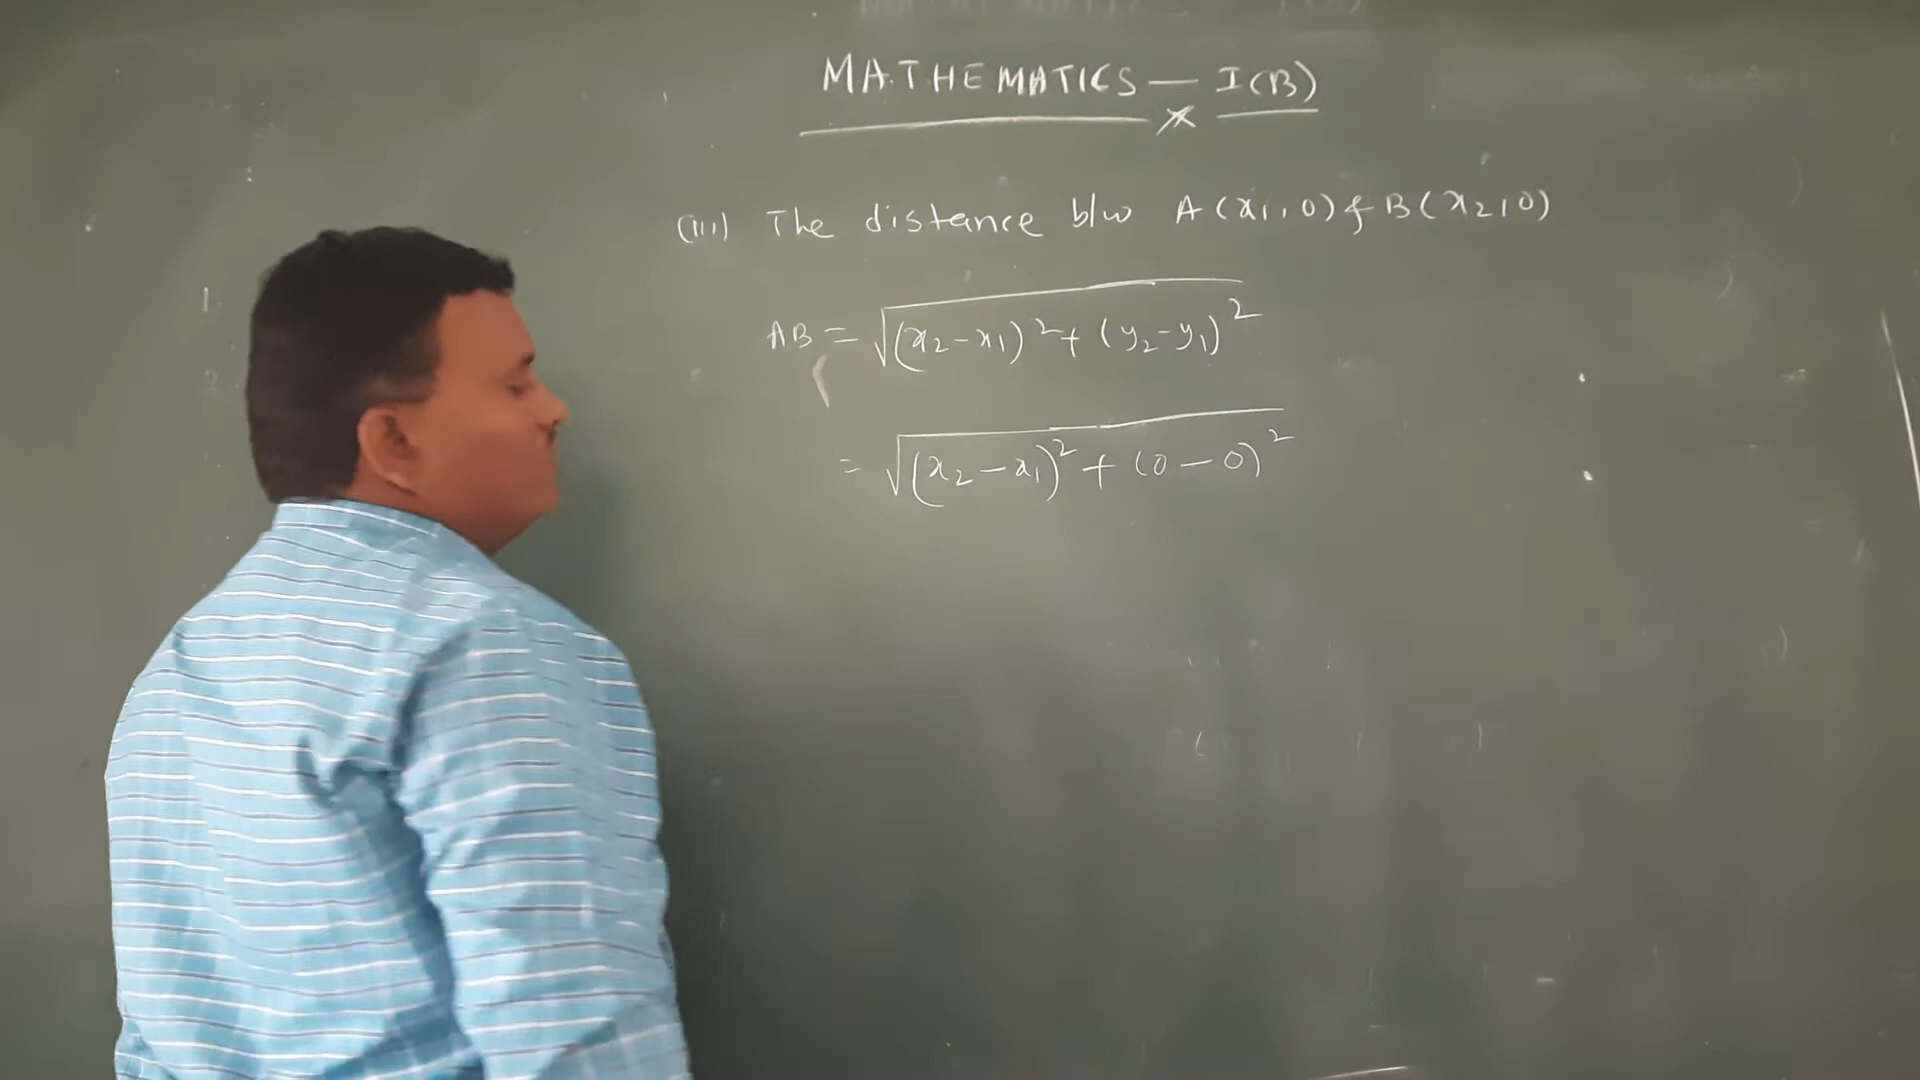 MATHEMATICS — I(B)
(iii) The distance b/w A(x₁,0) & B(x₂,0)
AB = √(x₂-x₁)² + (y₂-y₁)²
= √(x₂-x₁)² + (0-0)²